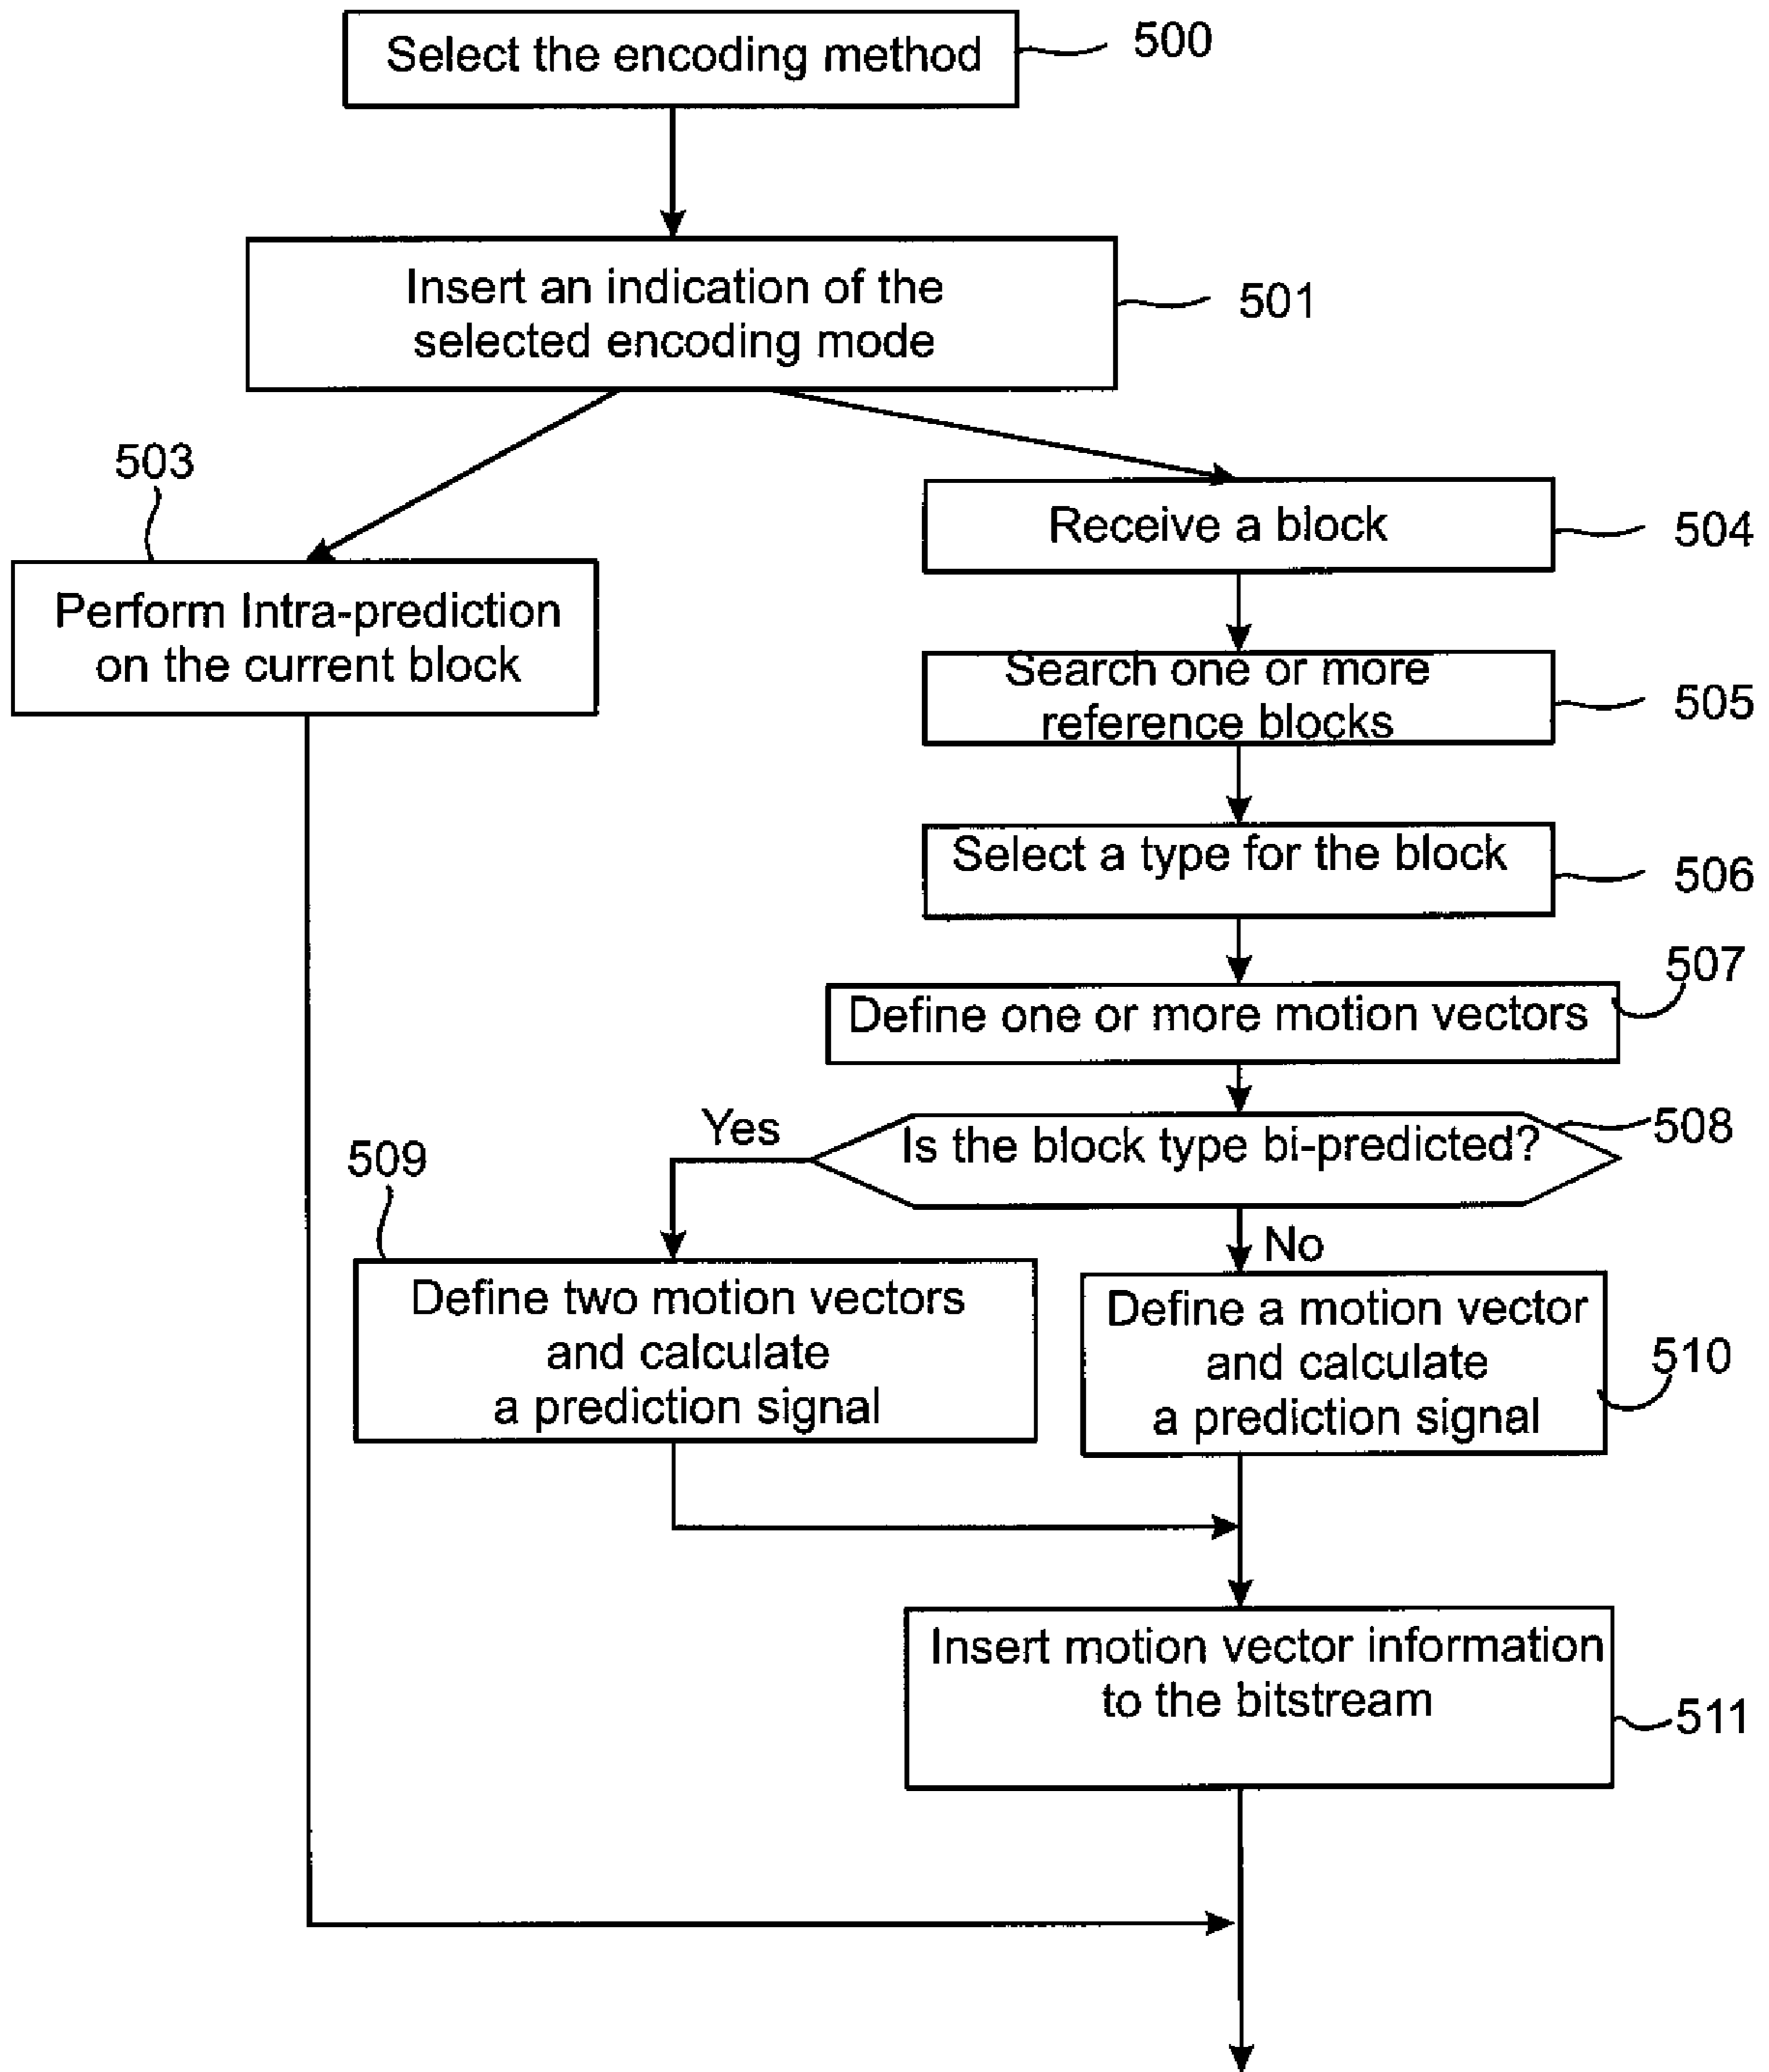 Select the encoding method
500
Insert an indication of the
selected encoding mode
501
503
Perform Intra-prediction
on the current block
Receive a block
504
Search one or more
reference blocks
505
Select a type for the block
506
507
Define one or more motion vectors
508
Is the block type bi-predicted?
Yes
No
509
Define two motion vectors
and calculate
a prediction signal
Define a motion vector
and calculate
a prediction signal
510
Insert motion vector information
to the bitstream
511